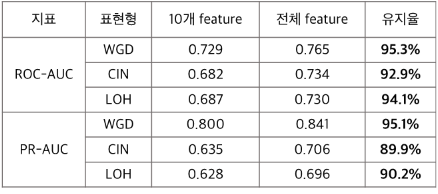 지표 표현형 10개 feature 전체 feature 유지율
ROC-AUC WGD 0.729 0.765 95.3%
CIN 0.682 0.734 92.9%
LOH 0.687 0.730 94.1%
PR-AUC WGD 0.800 0.841 95.1%
CIN 0.635 0.706 89.9%
LOH 0.628 0.696 90.2%